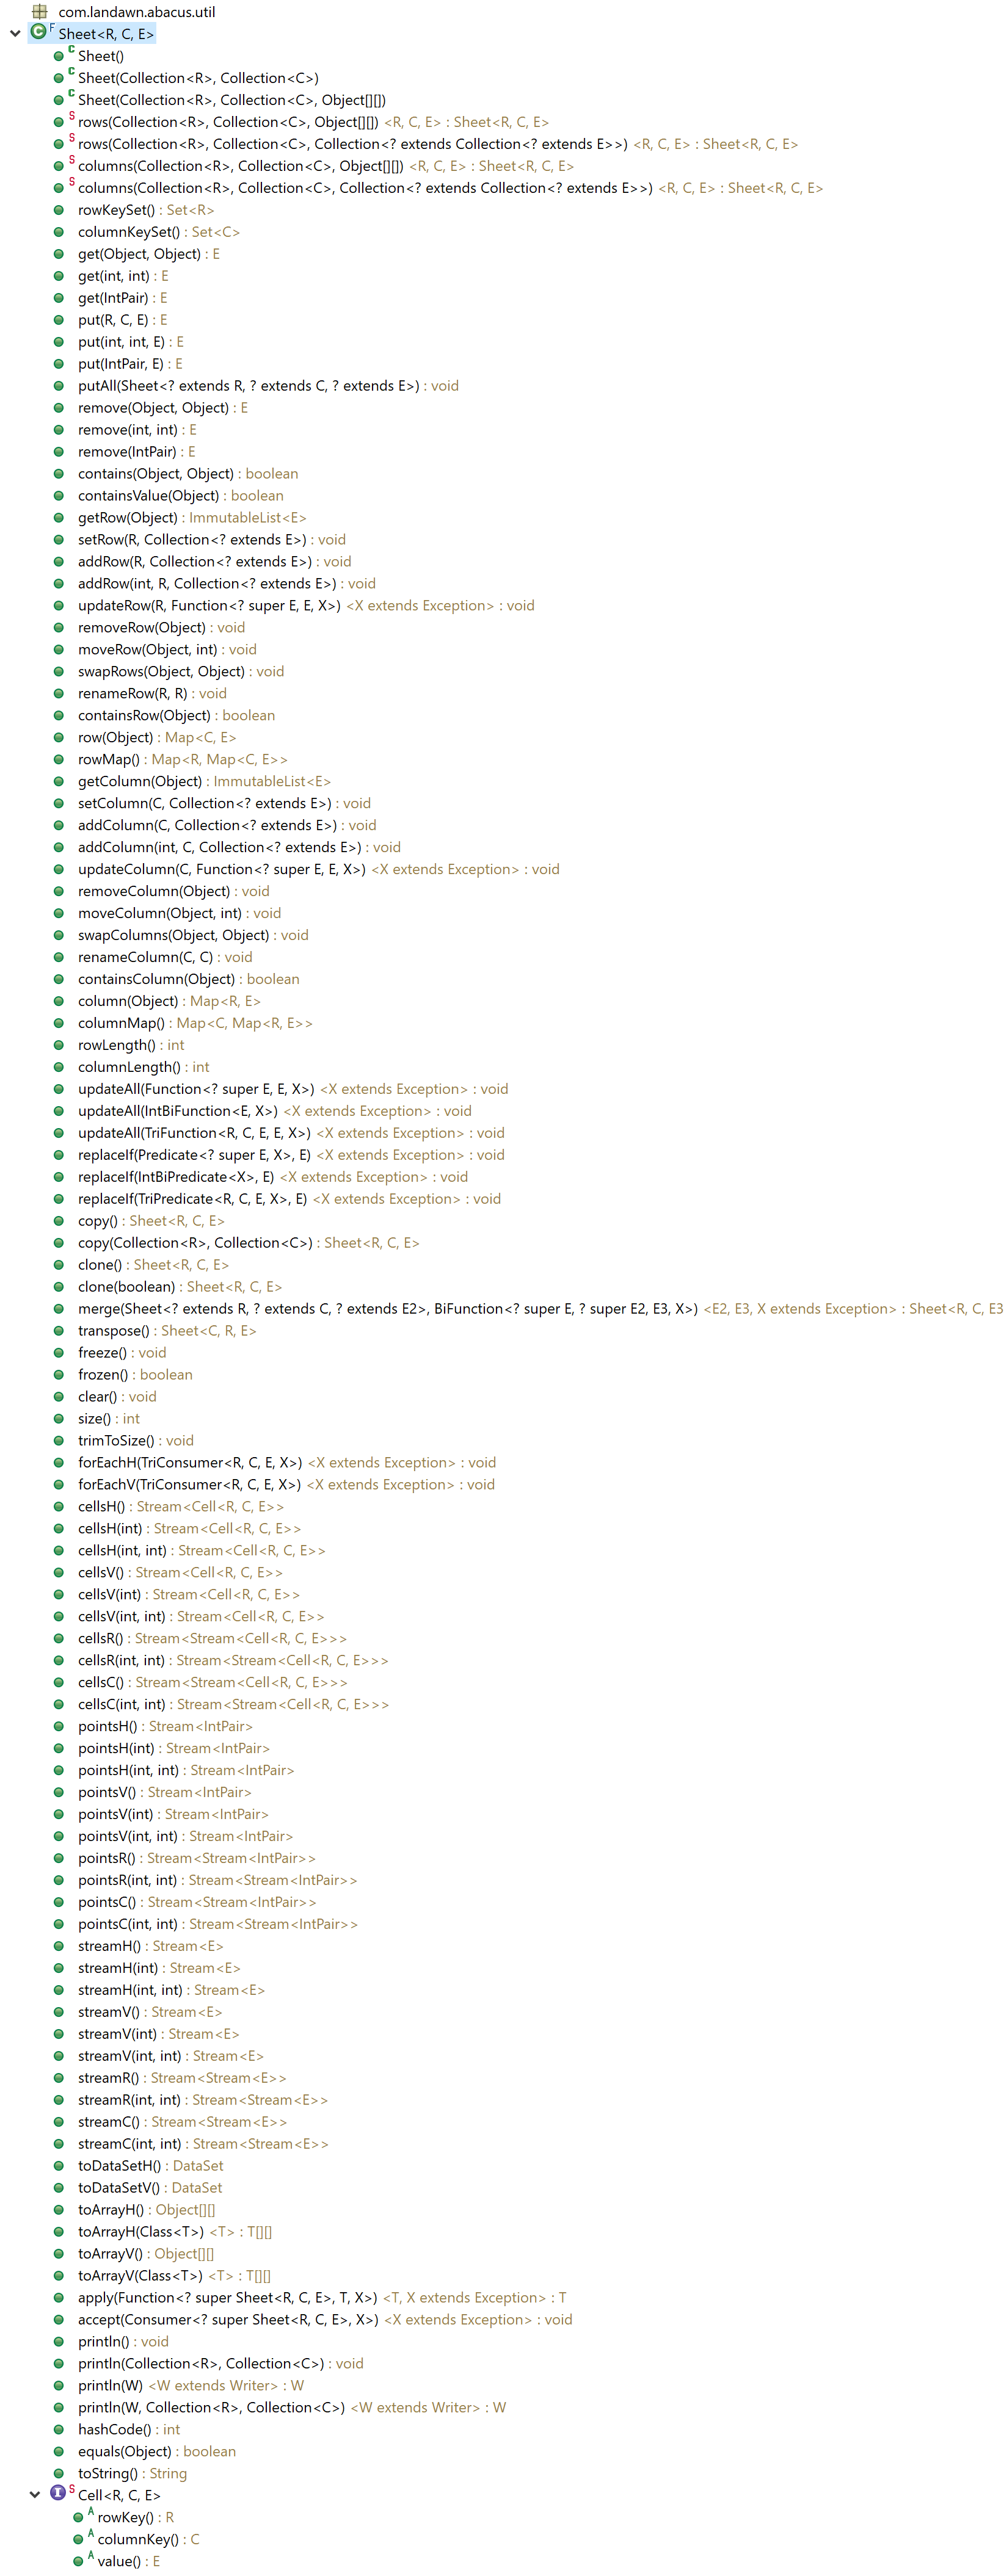 com.landawn.abacus.util
C F Sheet<R, C, E>
C Sheet()
C Sheet(Collection<R>, Collection<C>)
C Sheet(Collection<R>, Collection<C>, Object[][])
S rows(Collection<R>, Collection<C>, Object[][]) <R, C, E> : Sheet<R, C, E>
S rows(Collection<R>, Collection<C>, Collection<? extends Collection<? extends E>>) <R, C, E> : Sheet<R, C, E>
S columns(Collection<R>, Collection<C>, Object[][]) <R, C, E> : Sheet<R, C, E>
S columns(Collection<R>, Collection<C>, Collection<? extends Collection<? extends E>>) <R, C, E> : Sheet<R, C, E>
rowKeySet() : Set<R>
columnKeySet() : Set<C>
get(Object, Object) : E
get(int, int) : E
get(IntPair) : E
put(R, C, E) : E
put(int, int, E) : E
put(IntPair, E) : E
putAll(Sheet<? extends R, ? extends C, ? extends E>) : void
remove(Object, Object) : E
remove(int, int) : E
remove(IntPair) : E
contains(Object, Object) : boolean
containsValue(Object) : boolean
getRow(Object) : ImmutableList<E>
setRow(R, Collection<? extends E>) : void
addRow(R, Collection<? extends E>) : void
addRow(int, R, Collection<? extends E>) : void
updateRow(R, Function<? super E, E, X>) <X extends Exception> : void
removeRow(Object) : void
moveRow(Object, int) : void
swapRows(Object, Object) : void
renameRow(R, R) : void
containsRow(Object) : boolean
row(Object) : Map<C, E>
rowMap() : Map<R, Map<C, E>>
getColumn(Object) : ImmutableList<E>
setColumn(C, Collection<? extends E>) : void
addColumn(C, Collection<? extends E>) : void
addColumn(int, C, Collection<? extends E>) : void
updateColumn(C, Function<? super E, E, X>) <X extends Exception> : void
removeColumn(Object) : void
moveColumn(Object, int) : void
swapColumns(Object, Object) : void
renameColumn(C, C) : void
containsColumn(Object) : boolean
column(Object) : Map<R, E>
columnMap() : Map<C, Map<R, E>>
rowLength() : int
columnLength() : int
updateAll(Function<? super E, E, X>) <X extends Exception> : void
updateAll(IntBiFunction<E, X>) <X extends Exception> : void
updateAll(TriFunction<R, C, E, E, X>) <X extends Exception> : void
replaceIf(Predicate<? super E, X>, E) <X extends Exception> : void
replaceIf(IntBiPredicate<X>, E) <X extends Exception> : void
replaceIf(TriPredicate<R, C, E, X>, E) <X extends Exception> : void
copy() : Sheet<R, C, E>
copy(Collection<R>, Collection<C>) : Sheet<R, C, E>
clone() : Sheet<R, C, E>
clone(boolean) : Sheet<R, C, E>
merge(Sheet<? extends R, ? extends C, ? extends E2>, BiFunction<? super E, ? super E2, E3, X>) <E2, E3, X extends Exception> : Sheet<R, C, E3
transpose() : Sheet<C, R, E>
freeze() : void
frozen() : boolean
clear() : void
size() : int
trimToSize() : void
forEachH(TriConsumer<R, C, E, X>) <X extends Exception> : void
forEachV(TriConsumer<R, C, E, X>) <X extends Exception> : void
cellsH() : Stream<Cell<R, C, E>>
cellsH(int) : Stream<Cell<R, C, E>>
cellsH(int, int) : Stream<Cell<R, C, E>>
cellsV() : Stream<Cell<R, C, E>>
cellsV(int) : Stream<Cell<R, C, E>>
cellsV(int, int) : Stream<Cell<R, C, E>>
cellsR() : Stream<Stream<Cell<R, C, E>>>
cellsR(int, int) : Stream<Stream<Cell<R, C, E>>>
cellsC() : Stream<Stream<Cell<R, C, E>>>
cellsC(int, int) : Stream<Stream<Cell<R, C, E>>>
pointsH() : Stream<IntPair>
pointsH(int) : Stream<IntPair>
pointsH(int, int) : Stream<IntPair>
pointsV() : Stream<IntPair>
pointsV(int) : Stream<IntPair>
pointsV(int, int) : Stream<IntPair>
pointsR() : Stream<Stream<IntPair>>
pointsR(int, int) : Stream<Stream<IntPair>>
pointsC() : Stream<Stream<IntPair>>
pointsC(int, int) : Stream<Stream<IntPair>>
streamH() : Stream<E>
streamH(int) : Stream<E>
streamH(int, int) : Stream<E>
streamV() : Stream<E>
streamV(int) : Stream<E>
streamV(int, int) : Stream<E>
streamR() : Stream<Stream<E>>
streamR(int, int) : Stream<Stream<E>>
streamC() : Stream<Stream<E>>
streamC(int, int) : Stream<Stream<E>>
toDataSetH() : DataSet
toDataSetV() : DataSet
toArrayH() : Object[][]
toArrayH(Class<T>) <T> : T[][]
toArrayV() : Object[][]
toArrayV(Class<T>) <T> : T[][]
apply(Function<? super Sheet<R, C, E>, T, X>) <T, X extends Exception> : T
accept(Consumer<? super Sheet<R, C, E>, X>) <X extends Exception> : void
println() : void
println(Collection<R>, Collection<C>) : void
println(W) <W extends Writer> : W
println(W, Collection<R>, Collection<C>) <W extends Writer> : W
hashCode() : int
equals(Object) : boolean
toString() : String
I S Cell<R, C, E>
A rowKey() : R
A columnKey() : C
A value() : E